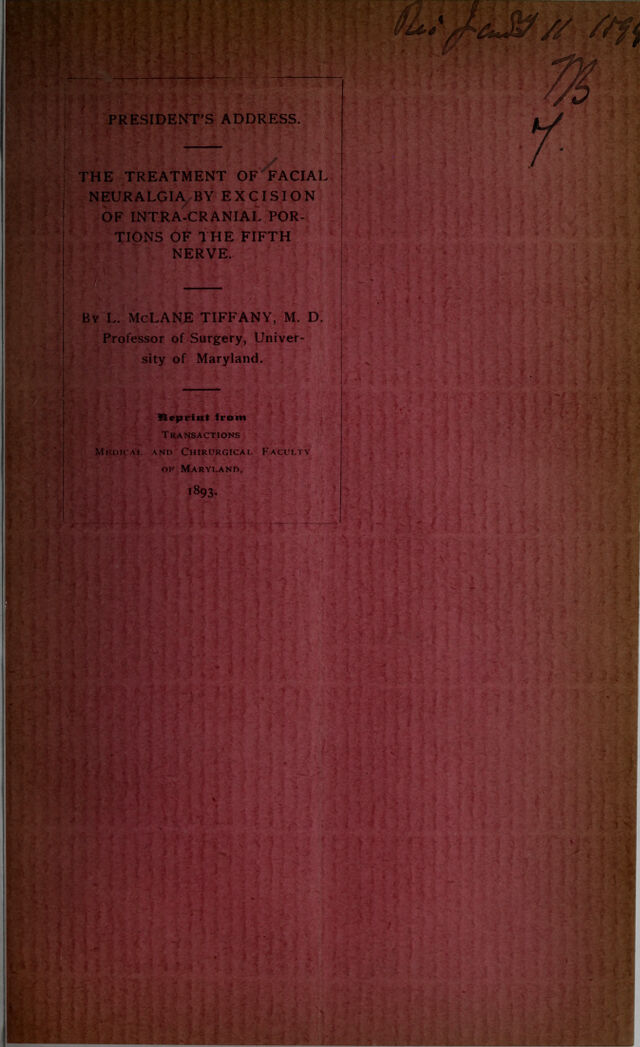 PRESIDENT'S ADDRESS.
THE TREATMENT OF FACIAL
NEURALGIA BY EXCISION
OF INTRA-CRANIAL POR-
TIONS OF THE FIFTH
NERVE.
By L. McLANE TIFFANY, M. D.
Professor of Surgery, Univer-
sity of Maryland.
Reprint from
TRANSACTIONS
MEDICAL AND CHIRURGICAL FACULTY
OF MARYLAND,
1893.
11
7.